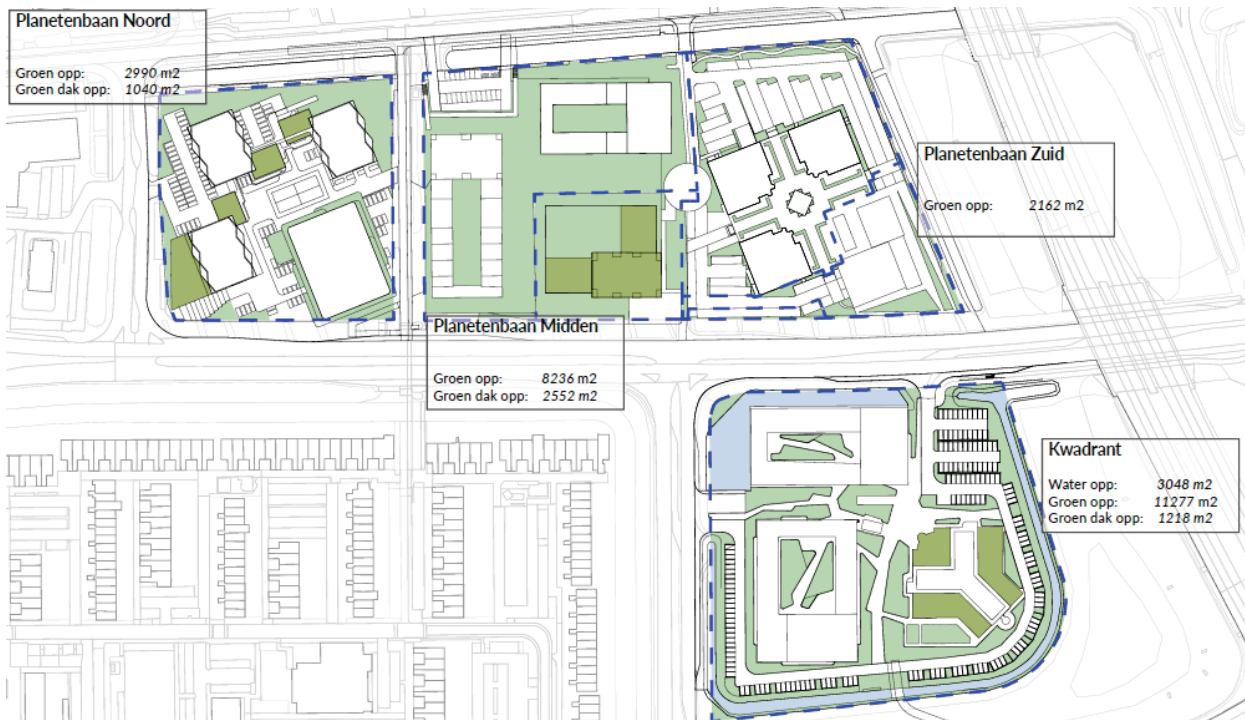 Planetenbaan Noord
Groen opp: 2990 m2
Groen dak opp: 1040 m2
Planetenbaan Zuid
Groen opp: 2162 m2
Planetenbaan Midden
Groen opp: 8236 m2
Groen dak opp: 2552 m2
Kwadrant
Water opp: 3048 m2
Groen opp: 11277 m2
Groen dak opp: 1218 m2